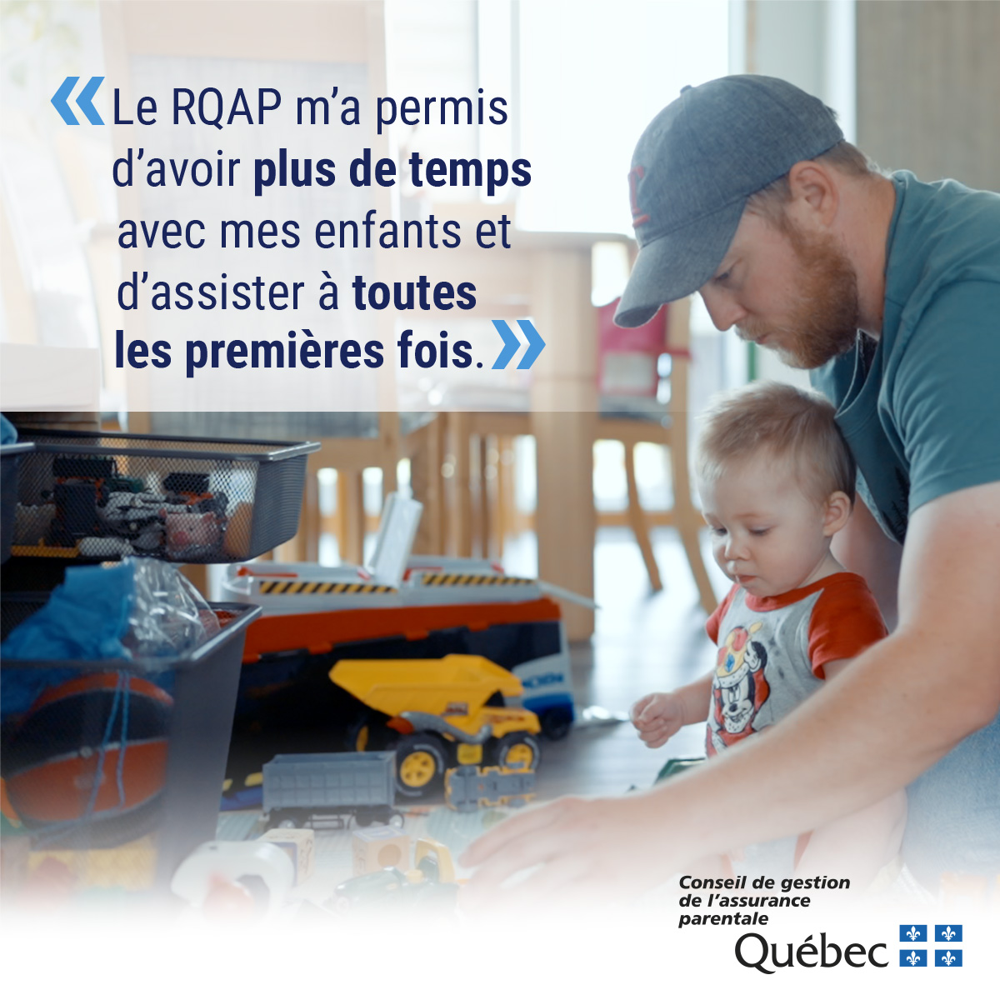 « Le RQAP m’a permis
d’avoir plus de temps
avec mes enfants et
d’assister à toutes
les premières fois. »
Conseil de gestion
de l’assurance
parentale
Québec